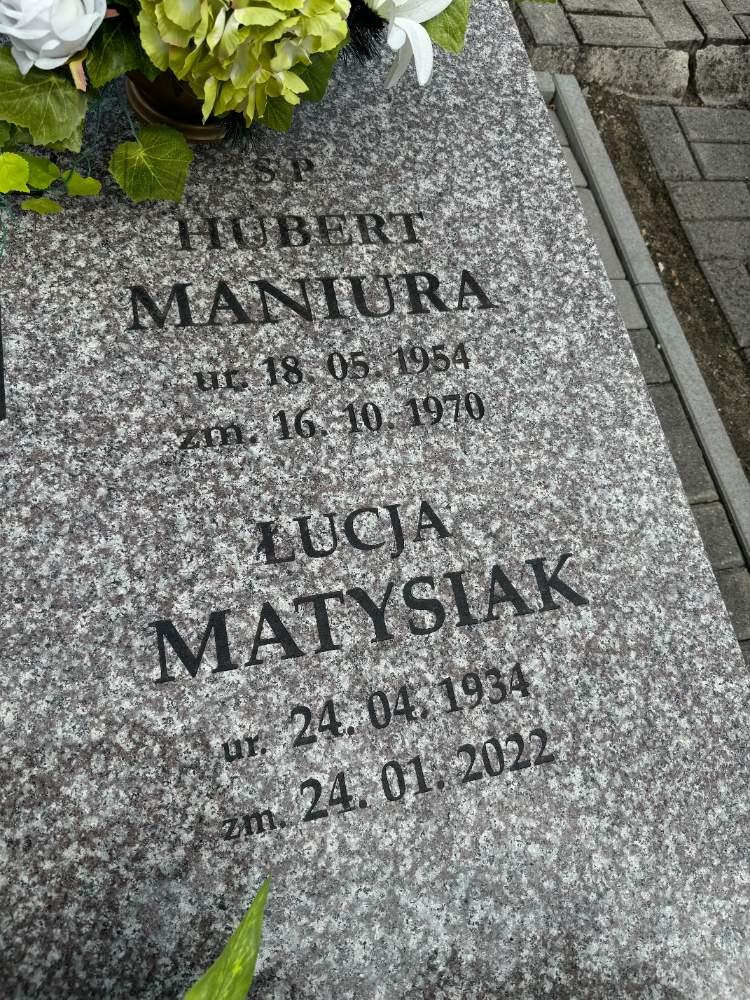 ŚP
HUBERT
MANIURA
ur. 18. 05. 1954
zm. 16. 10. 1970
ŁUCJA
MATYSIAK
ur. 24. 04. 1934
zm. 24. 01. 2022